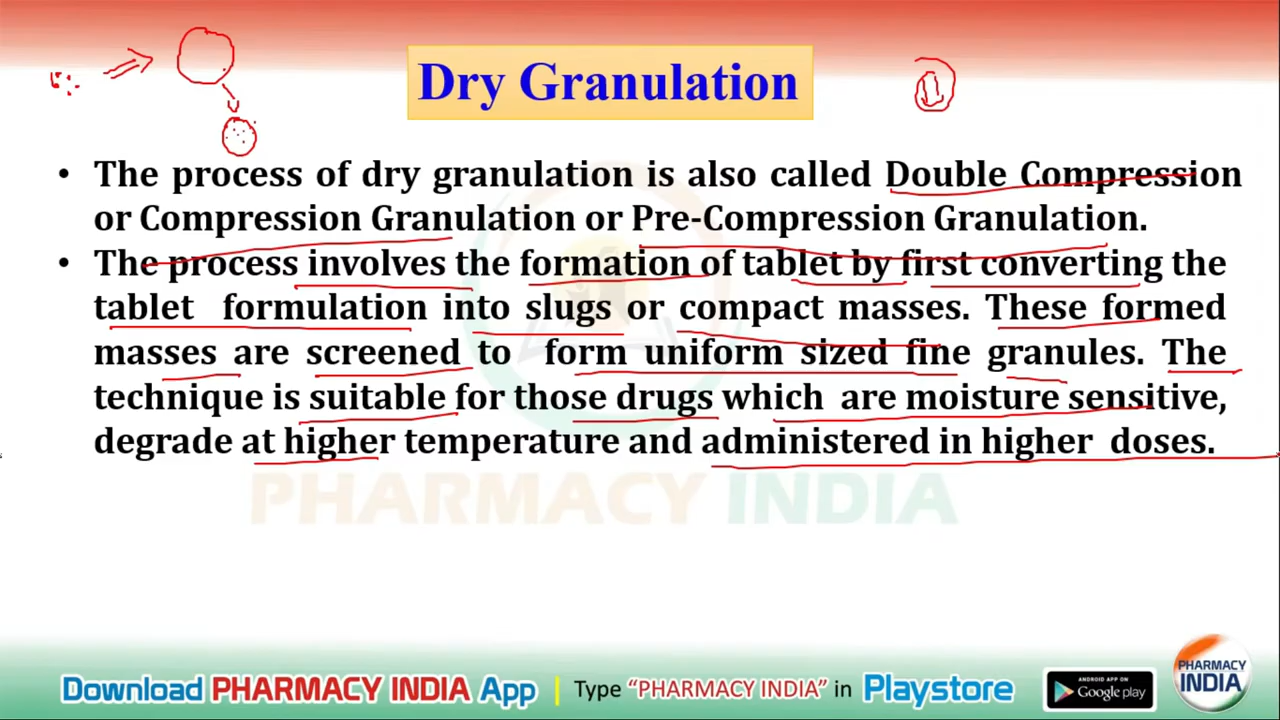 Dry Granulation
• The process of dry granulation is also called Double Compression
or Compression Granulation or Pre-Compression Granulation.
• The process involves the formation of tablet by first converting the
tablet formulation into slugs or compact masses. These formed
masses are screened to form uniform sized fine granules. The
technique is suitable for those drugs which are moisture sensitive,
degrade at higher temperature and administered in higher doses.
PHARMACY INDIA
Download PHARMACY INDIA App | Type “PHARMACY INDIA” in Playstore
ANDROID APP ON
Google play
PHARMACY
INDIA